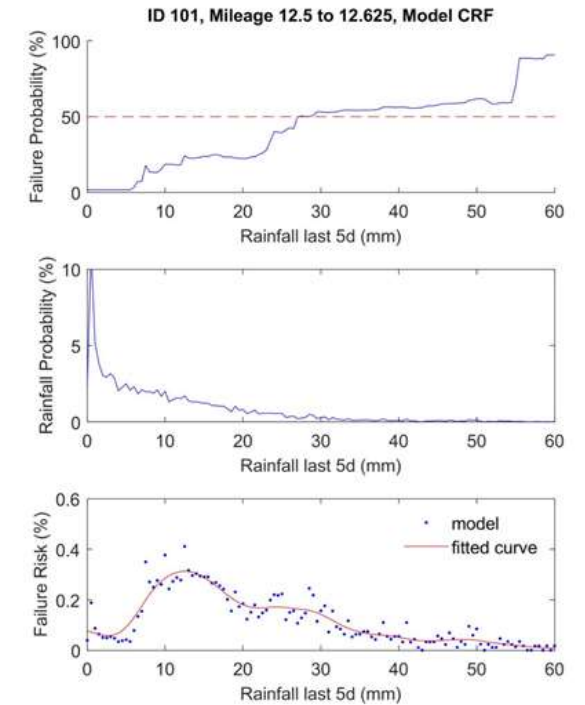 ID 101, Mileage 12.5 to 12.625, Model CRF
Failure Probability (%)
100
50
0
0 10 20 30 40 50 60
Rainfall last 5d (mm)
Rainfall Probability (%)
10
5
0
0 10 20 30 40 50 60
Rainfall last 5d (mm)
Failure Risk (%)
0.6
0.4
0.2
0
model
fitted curve
0 10 20 30 40 50 60
Rainfall last 5d (mm)